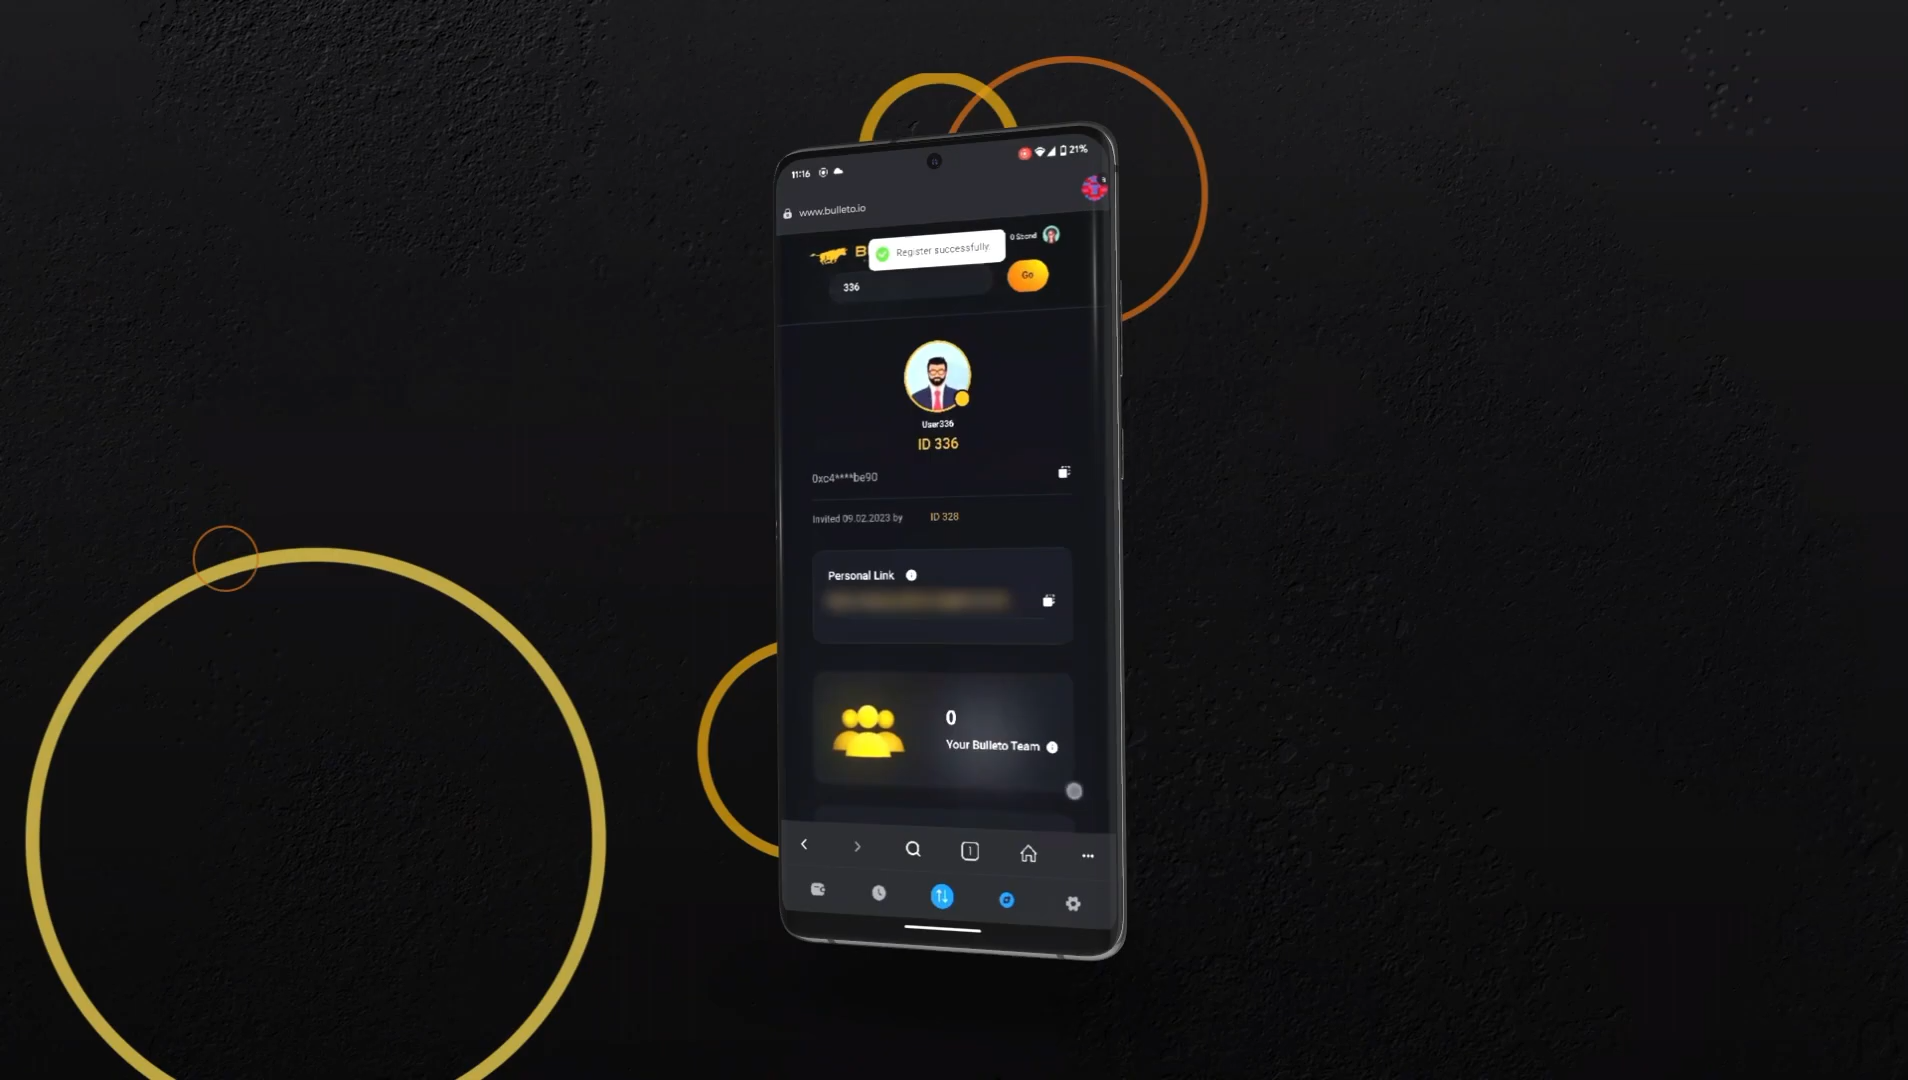 11:16
21%
www.bulleto.io
B
Register successfully
336
Go
User336
ID 336
0xc4****be90
Invited 09.02.2023 by ID 328
Personal Link
0
Your Bulleto Team
1